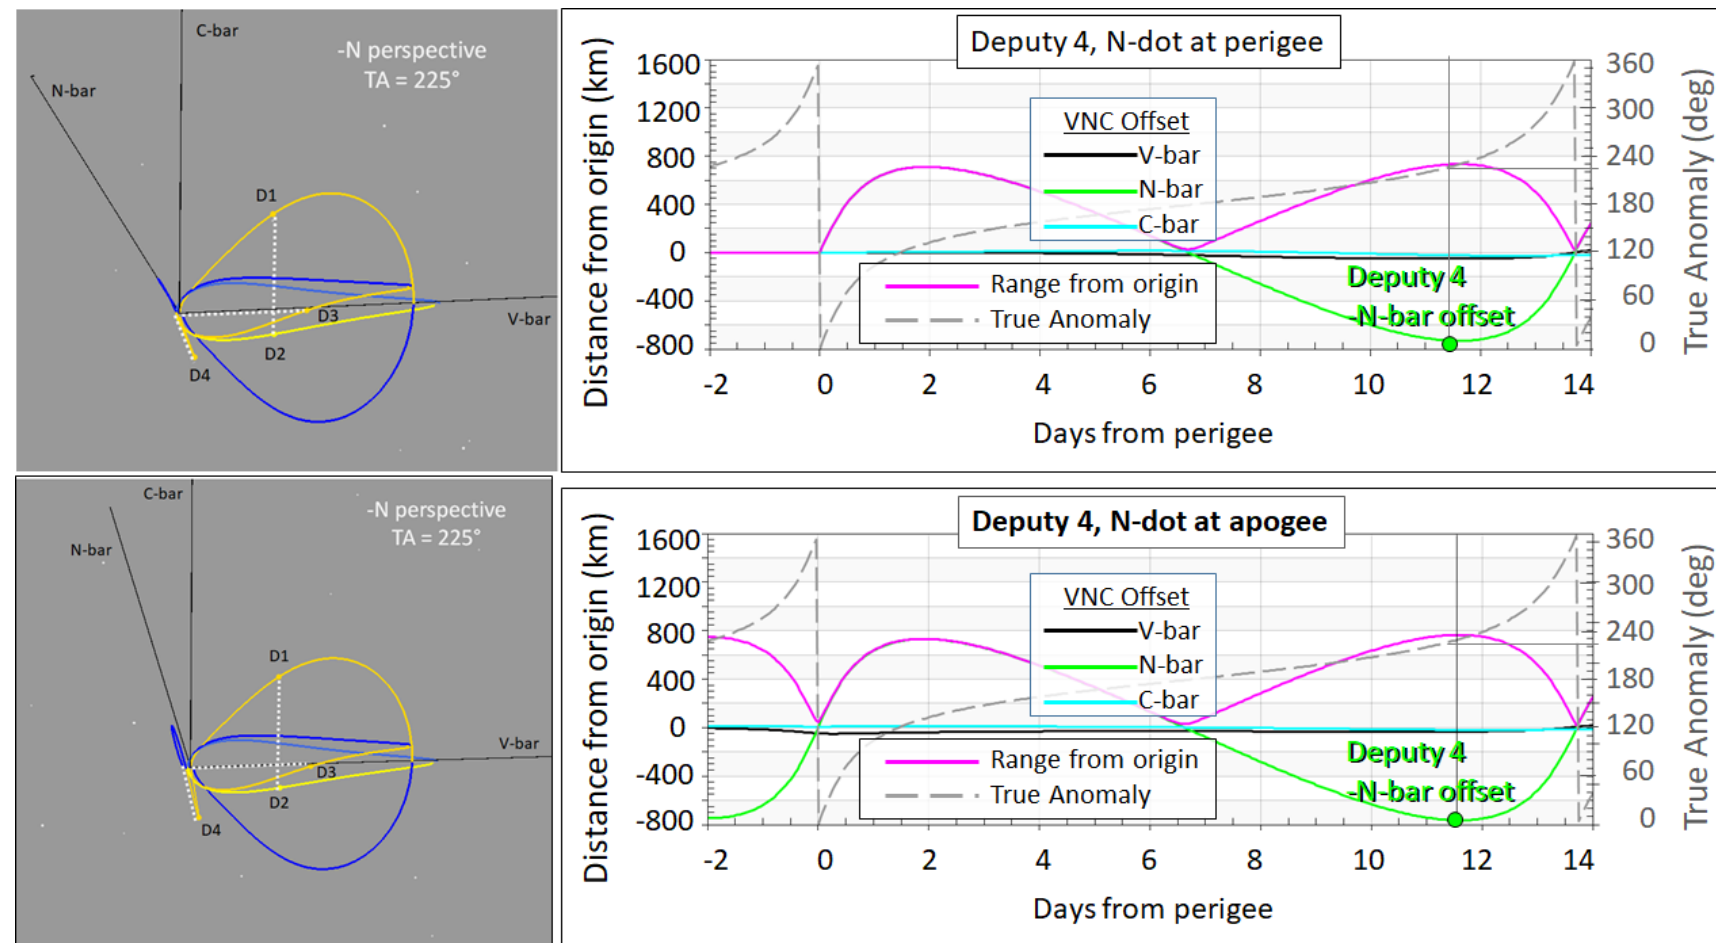 C-bar
-N perspective
TA = 225°
N-bar
D1
D3
V-bar
D2
D4
Deputy 4, N-dot at perigee
Distance from origin (km)
1600
1200
800
400
0
-400
-800
VNC Offset
V-bar
N-bar
C-bar
Range from origin
True Anomaly
Deputy 4
-N-bar offset
360
300
240
180
120
60
0
True Anomaly (deg)
-2 0 2 4 6 8 10 12 14
Days from perigee
C-bar
-N perspective
TA = 225°
N-bar
D1
V-bar
D3
D2
D4
Deputy 4, N-dot at apogee
Distance from origin (km)
1600
1200
800
400
0
-400
-800
VNC Offset
V-bar
N-bar
C-bar
Range from origin
True Anomaly
Deputy 4
-N-bar offset
360
300
240
180
120
60
0
True Anomaly (deg)
-2 0 2 4 6 8 10 12 14
Days from perigee